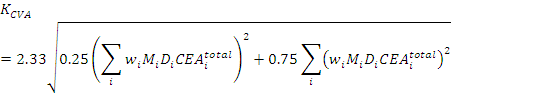 K_CVA
= 2.33 √(0.25 (∑_i w_i M_i D_i CEA_i^total)^2 + 0.75 ∑_i (w_i M_i D_i CEA_i^total)^2)